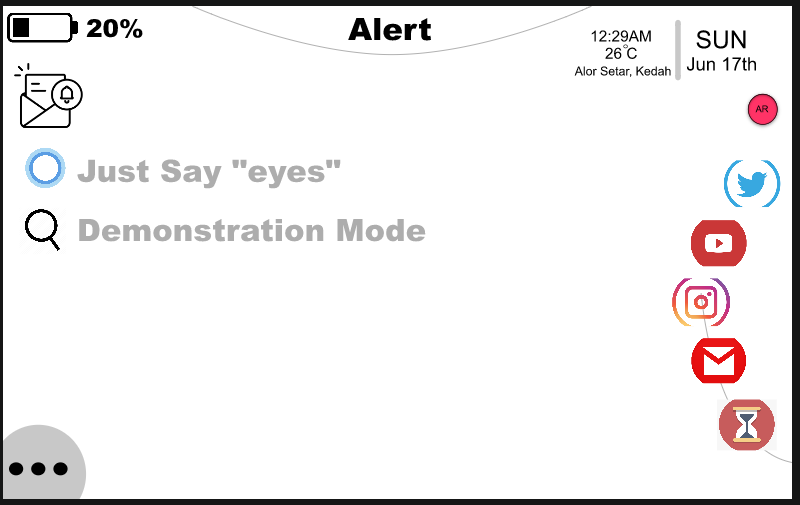 20%
Alert
12:29AM
26°C
Alor Setar, Kedah
SUN
Jun 17th
AR
Just Say "eyes"
Demonstration Mode